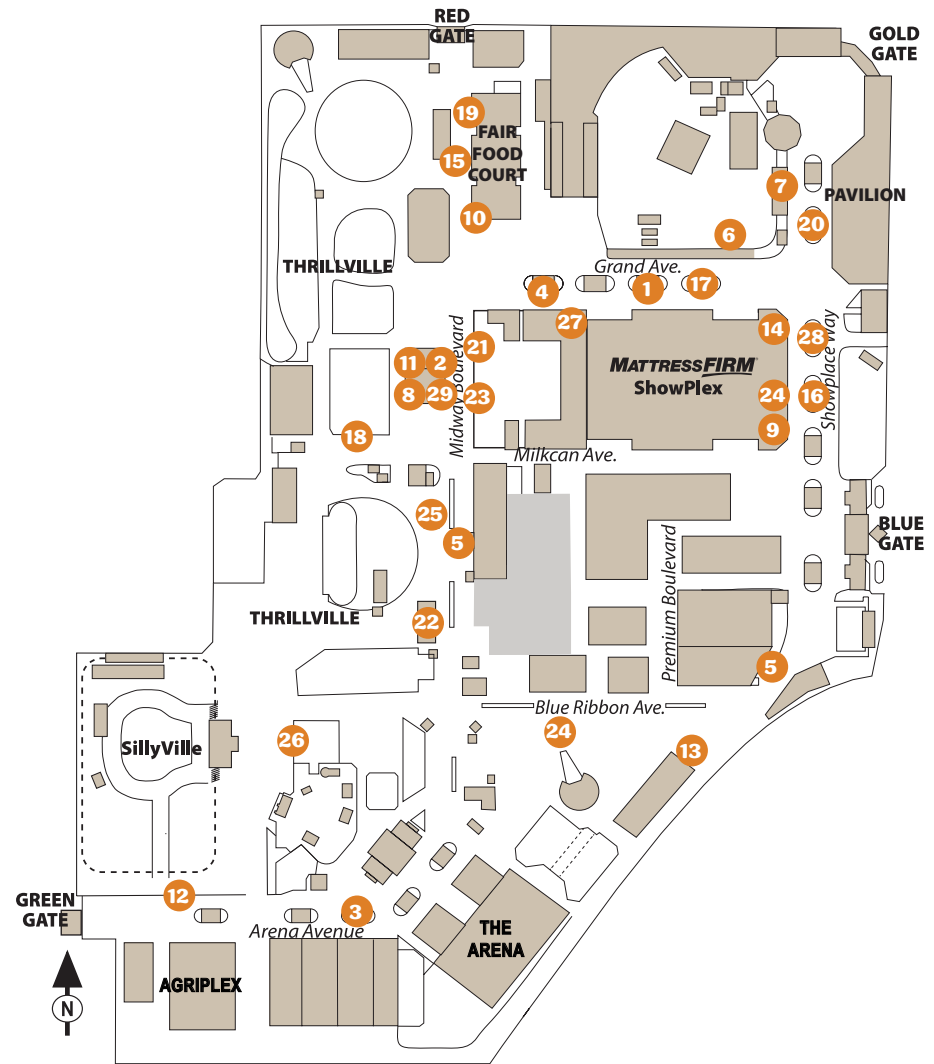 RED
GATE
GOLD
GATE
19
FAIR
FOOD
COURT
15
10
7
PAVILION
20
6
THRILLVILLE
Grand Ave.
4
1
17
27
14
28
21
11
2
MATTRESSFIRM
ShowPlex
8
29
23
24
16
9
Midway Boulevard
Showplace Way
18
Milkcan Ave.
25
5
BLUE
GATE
THRILLVILLE
22
Premium Boulevard
5
Blue Ribbon Ave.
SillyVille
26
24
13
12
GREEN
GATE
3
Arena Avenue
THE
ARENA
AGRIPLEX
N